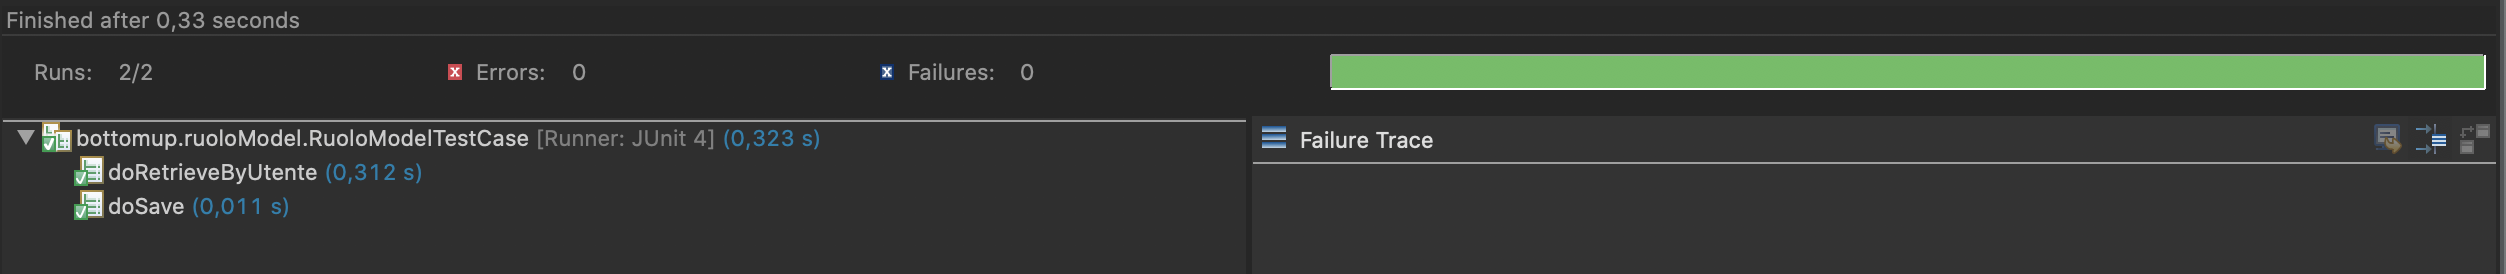 Finished after 0,33 seconds
Runs: 2/2 Errors: 0 Failures: 0
bottomup.ruoloModel.RuoloModelTestCase [Runner: JUnit 4] (0,323 s)
Failure Trace
doRetrieveByUtente (0,312 s)
doSave (0,011 s)